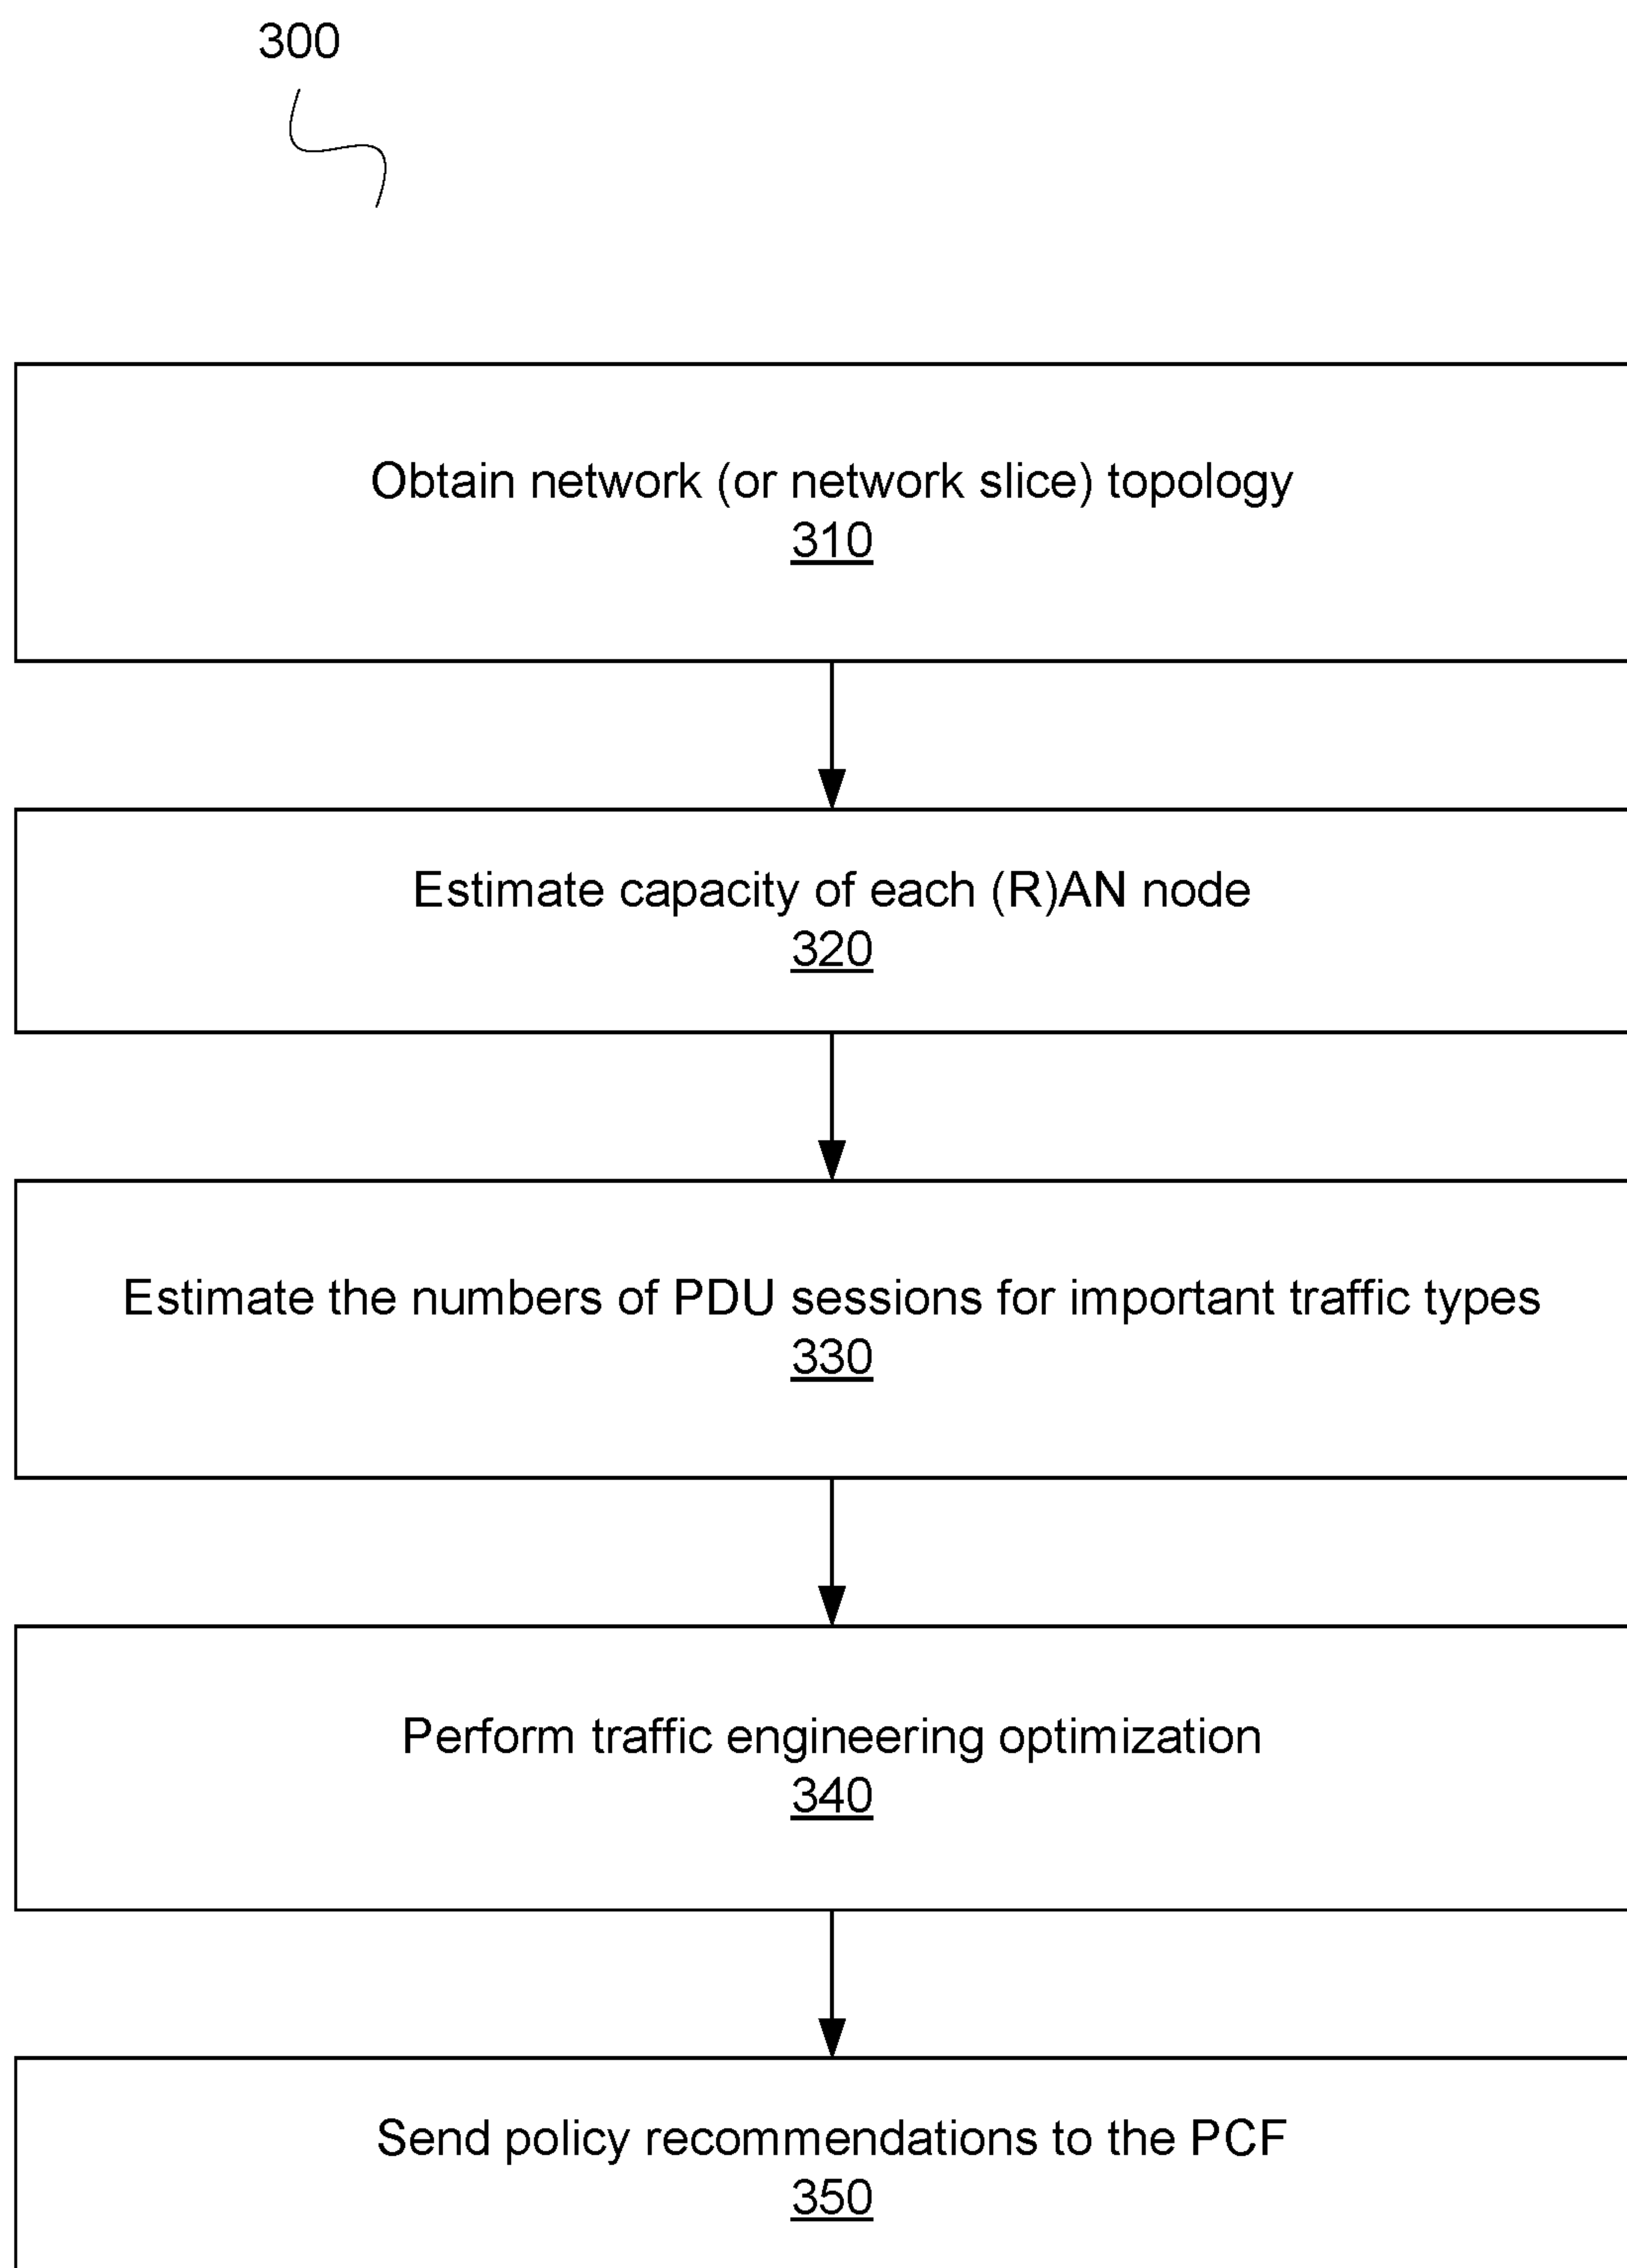 300
Obtain network (or network slice) topology
310
Estimate capacity of each (R)AN node
320
Estimate the numbers of PDU sessions for important traffic types
330
Perform traffic engineering optimization
340
Send policy recommendations to the PCF
350